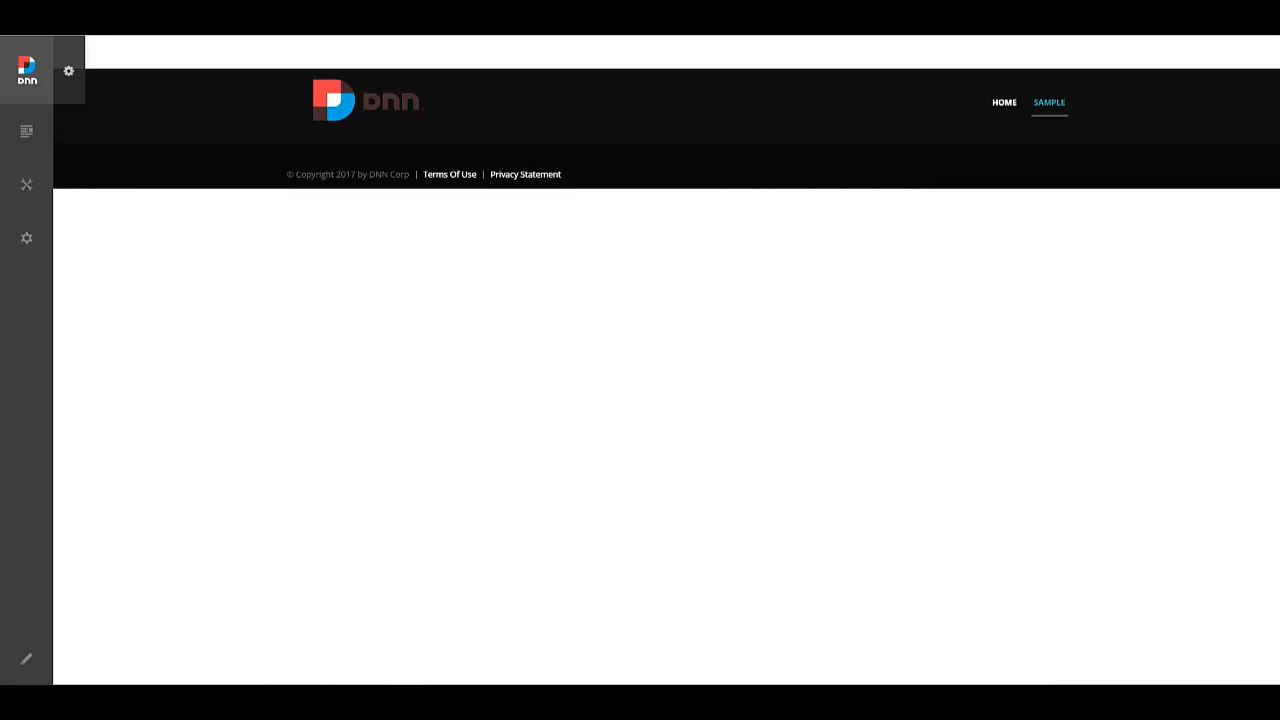 DNN
DNN
HOME SAMPLE
© Copyright 2017 by DNN Corp | Terms Of Use | Privacy Statement